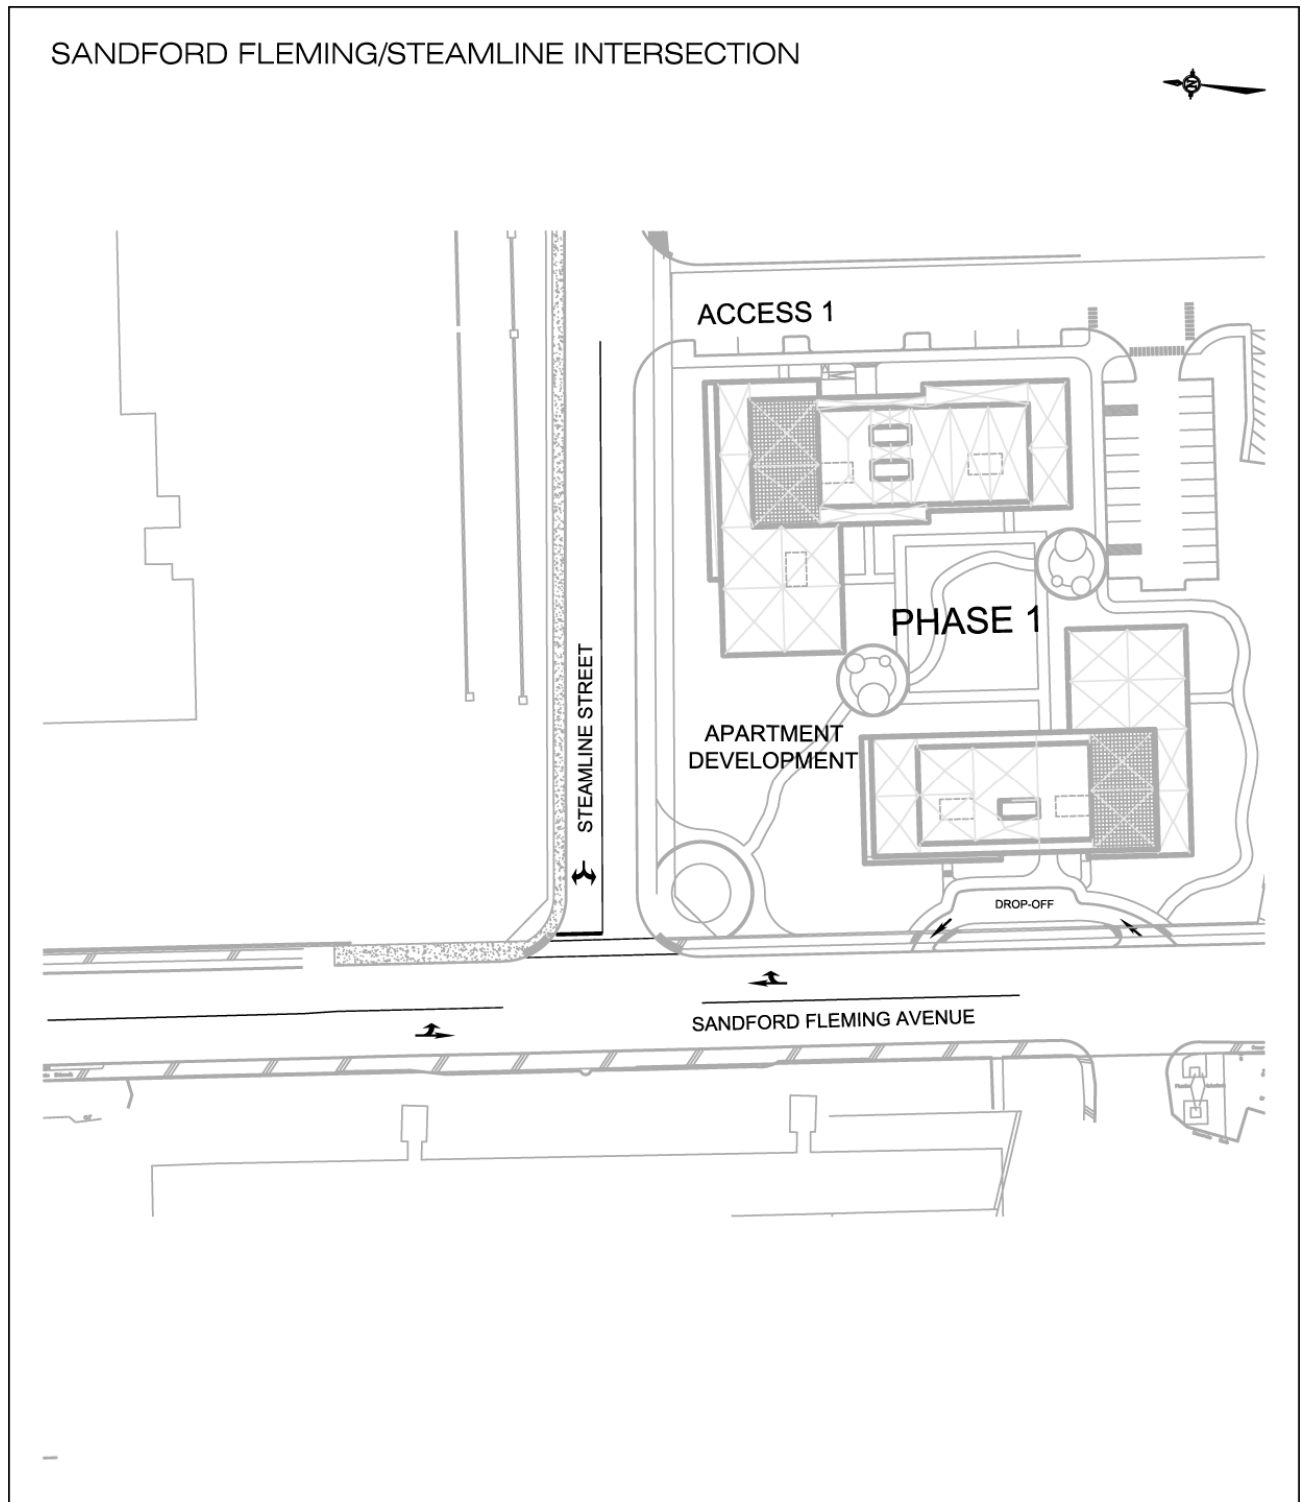 SANDFORD FLEMING/STEAMLINE INTERSECTION
N
ACCESS 1
PHASE 1
STEAMLINE STREET
APARTMENT
DEVELOPMENT
DROP-OFF
SANDFORD FLEMING AVENUE